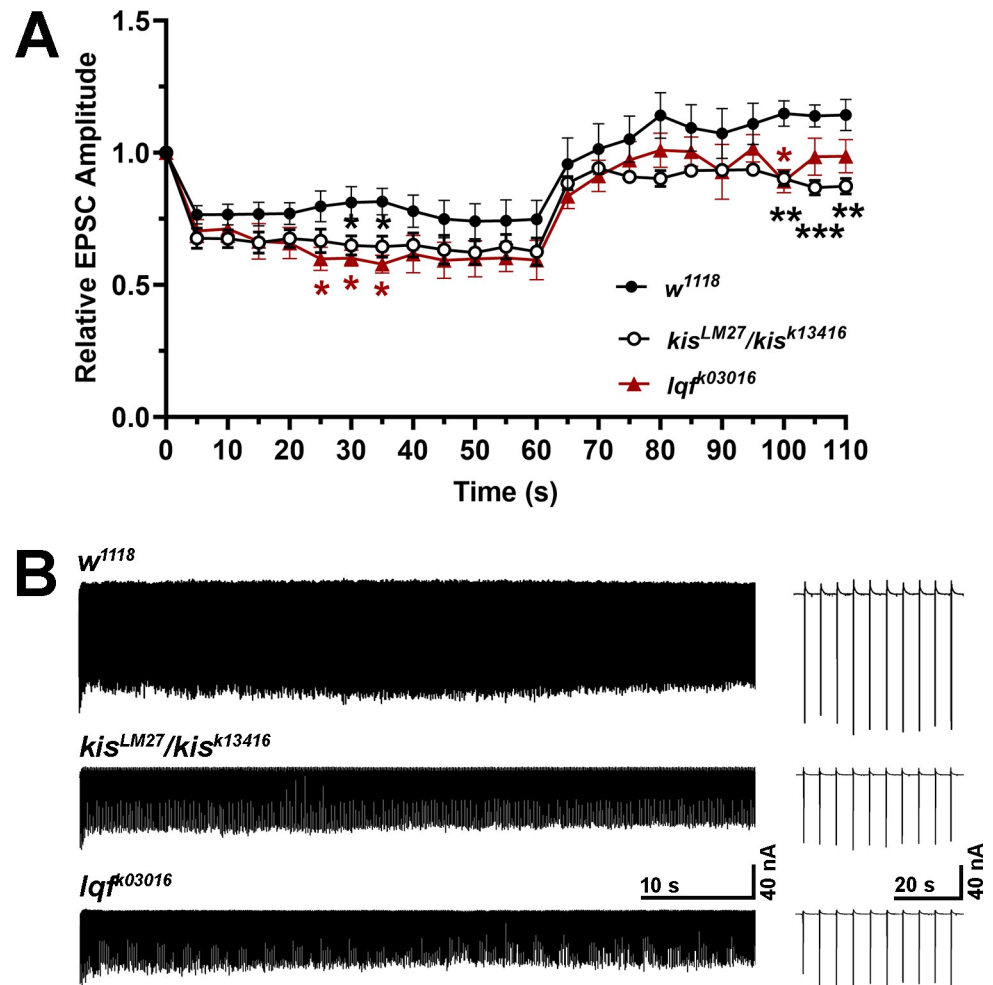 A
Relative EPSC Amplitude
1.5
1.0
0.5
0.0
* *
* * *
*
** *** **
w1118
kisLM27/kisk13416
lqfk03016
0 10 20 30 40 50 60 70 80 90 100 110
Time (s)
B
w1118
kisLM27/kisk13416
lqfk03016
10 s
40 nA
20 s
40 nA